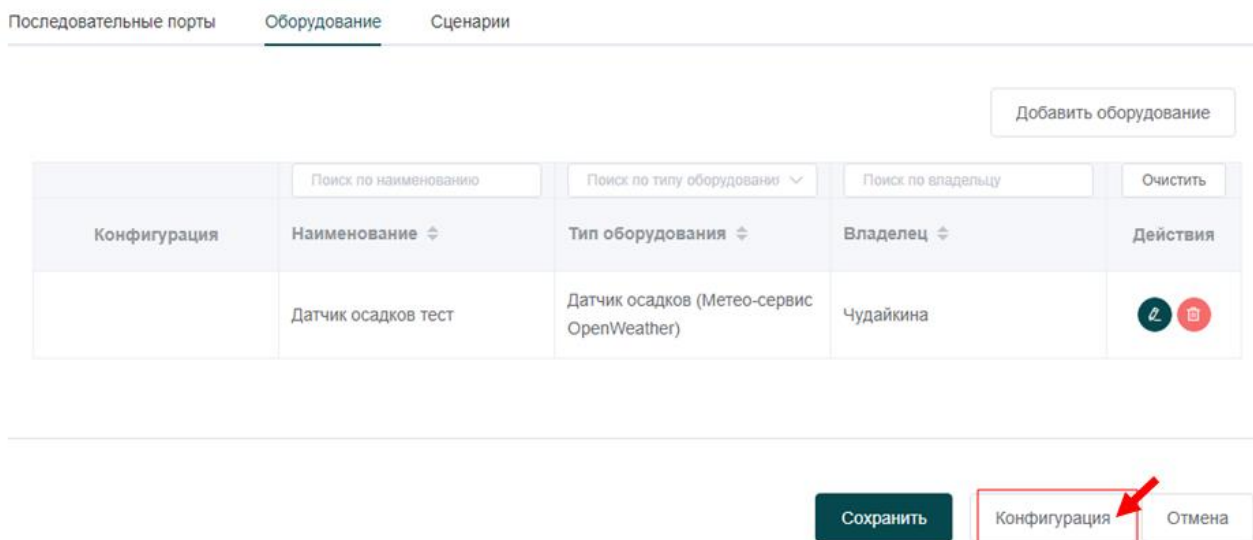 Последовательные порты Оборудование Сценарии
Добавить оборудование
Поиск по наименованию Поиск по типу оборудования Поиск по владельцу Очистить
Конфигурация Наименование Тип оборудования Владелец Действия
Датчик осадков тест Датчик осадков (Метео-сервис OpenWeather) Чудайкина
Сохранить Конфигурация Отмена